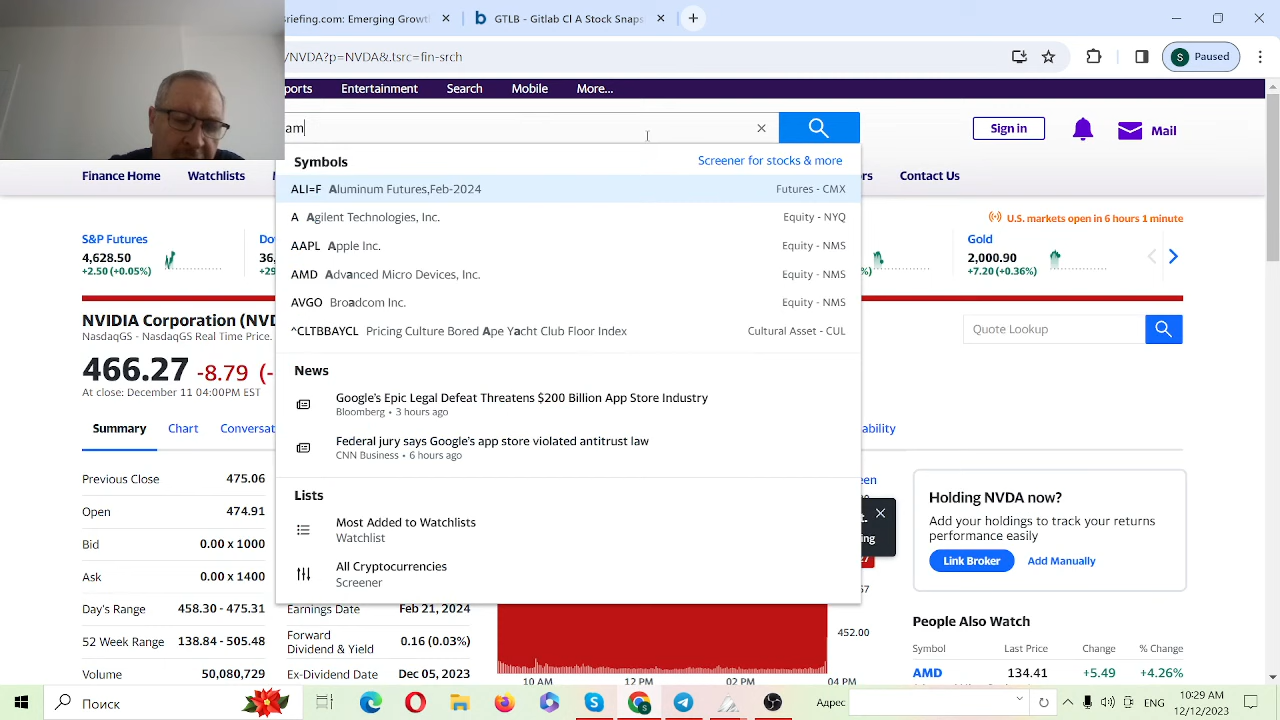 Briefing.com: Emerging Growth
GTLB - Gitlab Cl A Stock Snaps
/NVDA?p=NVDA&.tsrc=fin-srch
S Paused
ports Entertainment Search Mobile More...
am
Sign in
Mail
Finance Home Watchlists
Contact Us
Symbols
Screener for stocks & more
ALI=F Aluminum Futures,Feb-2024 Futures - CMX
A Agilent Technologies, Inc. Equity - NYQ
AAPL Apple Inc. Equity - NMS
AMD Advanced Micro Devices, Inc. Equity - NMS
AVGO Broadcom Inc. Equity - NMS
^CLTBBAYCL Pricing Culture Bored Ape Yacht Club Floor Index Cultural Asset - CUL
News
Google's Epic Legal Defeat Threatens $200 Billion App Store Industry
Bloomberg • 3 hours ago
Federal jury says Google's app store violated antitrust law
CNN Business • 6 hours ago
Lists
Most Added to Watchlists
Watchlist
All Cryptocurrencies
Screener
U.S. markets open in 6 hours 1 minute
S&P Futures
4,628.50
+2.50 (+0.05%)
Do
36,
+29
%)
Gold
2,000.90
+7.20 (+0.36%)
NVIDIA Corporation (NVD
NasdaqGS - NasdaqGS Real Time Price.
Quote Lookup
466.27 -8.79 (-
At close: December 11 04:00PM EST
Summary Chart Conversat
ability
Previous Close 475.06
Open 474.91
Bid 0.00 x 1000
Ask 0.00 x 1400
Day's Range 458.30 - 475.31
52 Week Range 138.84 - 505.48
Volume 50,080,729
Earnings Date Feb 21, 2024
Forward
Dividend & Yield
0.16 (0.03%)
Dec 05, 2023
een
ing
452.00
10 AM 12 PM 02 PM 04 PM
Holding NVDA now?
Add your holdings to track your returns
performance easily
Link Broker Add Manually
People Also Watch
Symbol Last Price Change % Change
AMD 134.41 +5.49 +4.26%
Поиск
Адрес
10:29 AM
12/12/2023